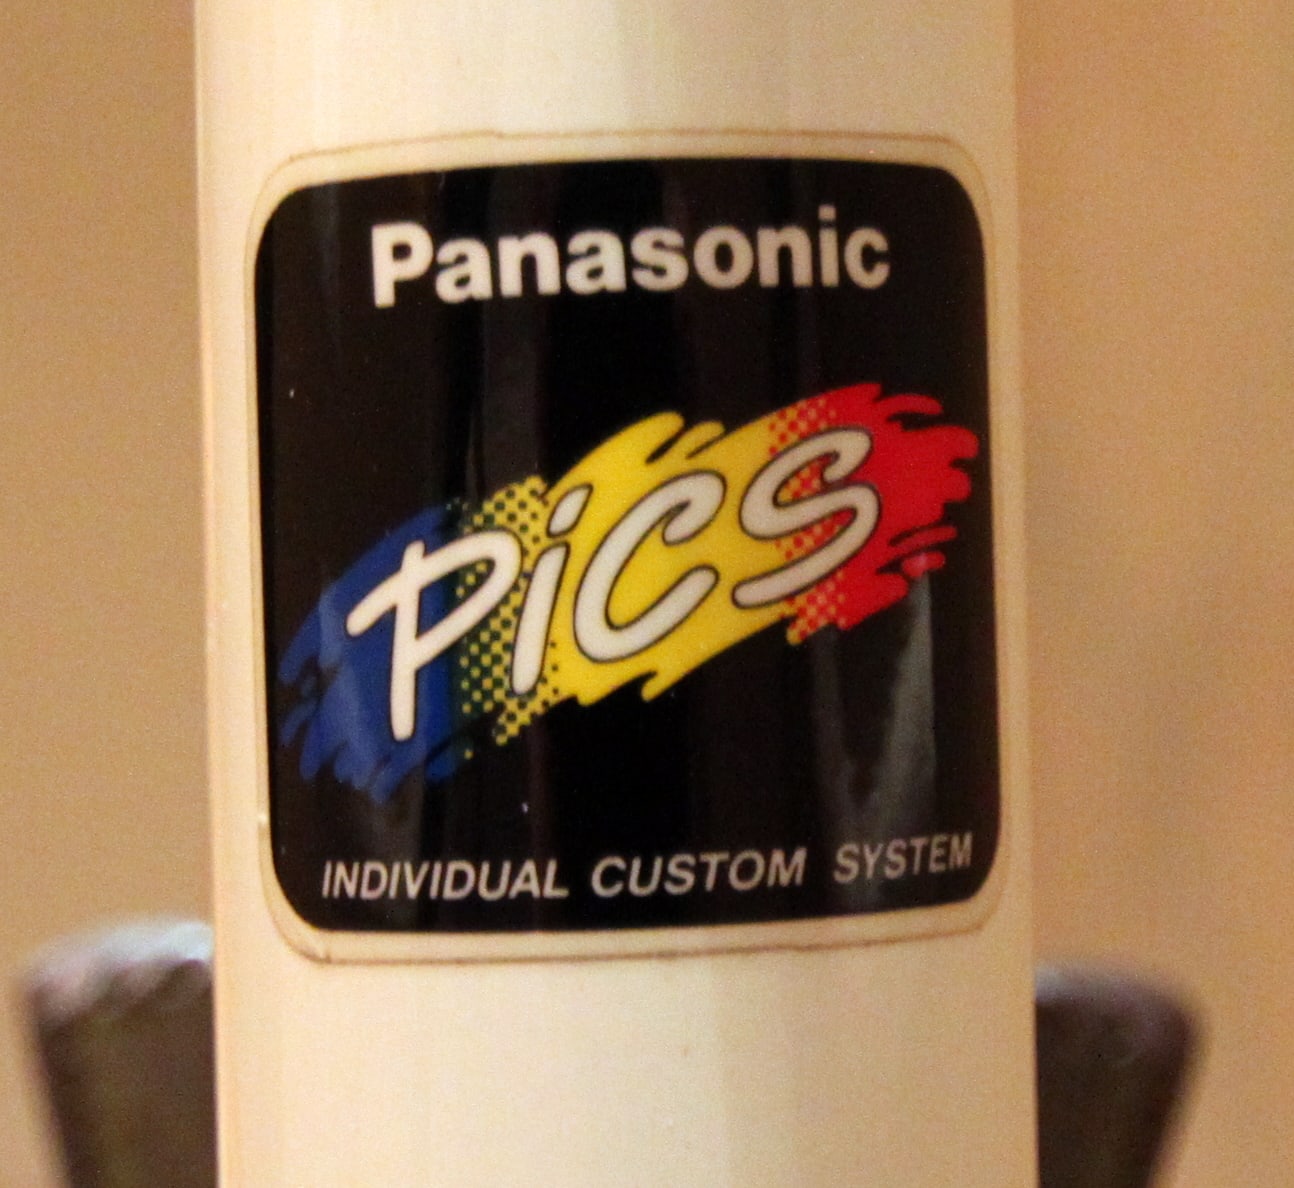 Panasonic
PiCS
INDIVIDUAL CUSTOM SYSTEM